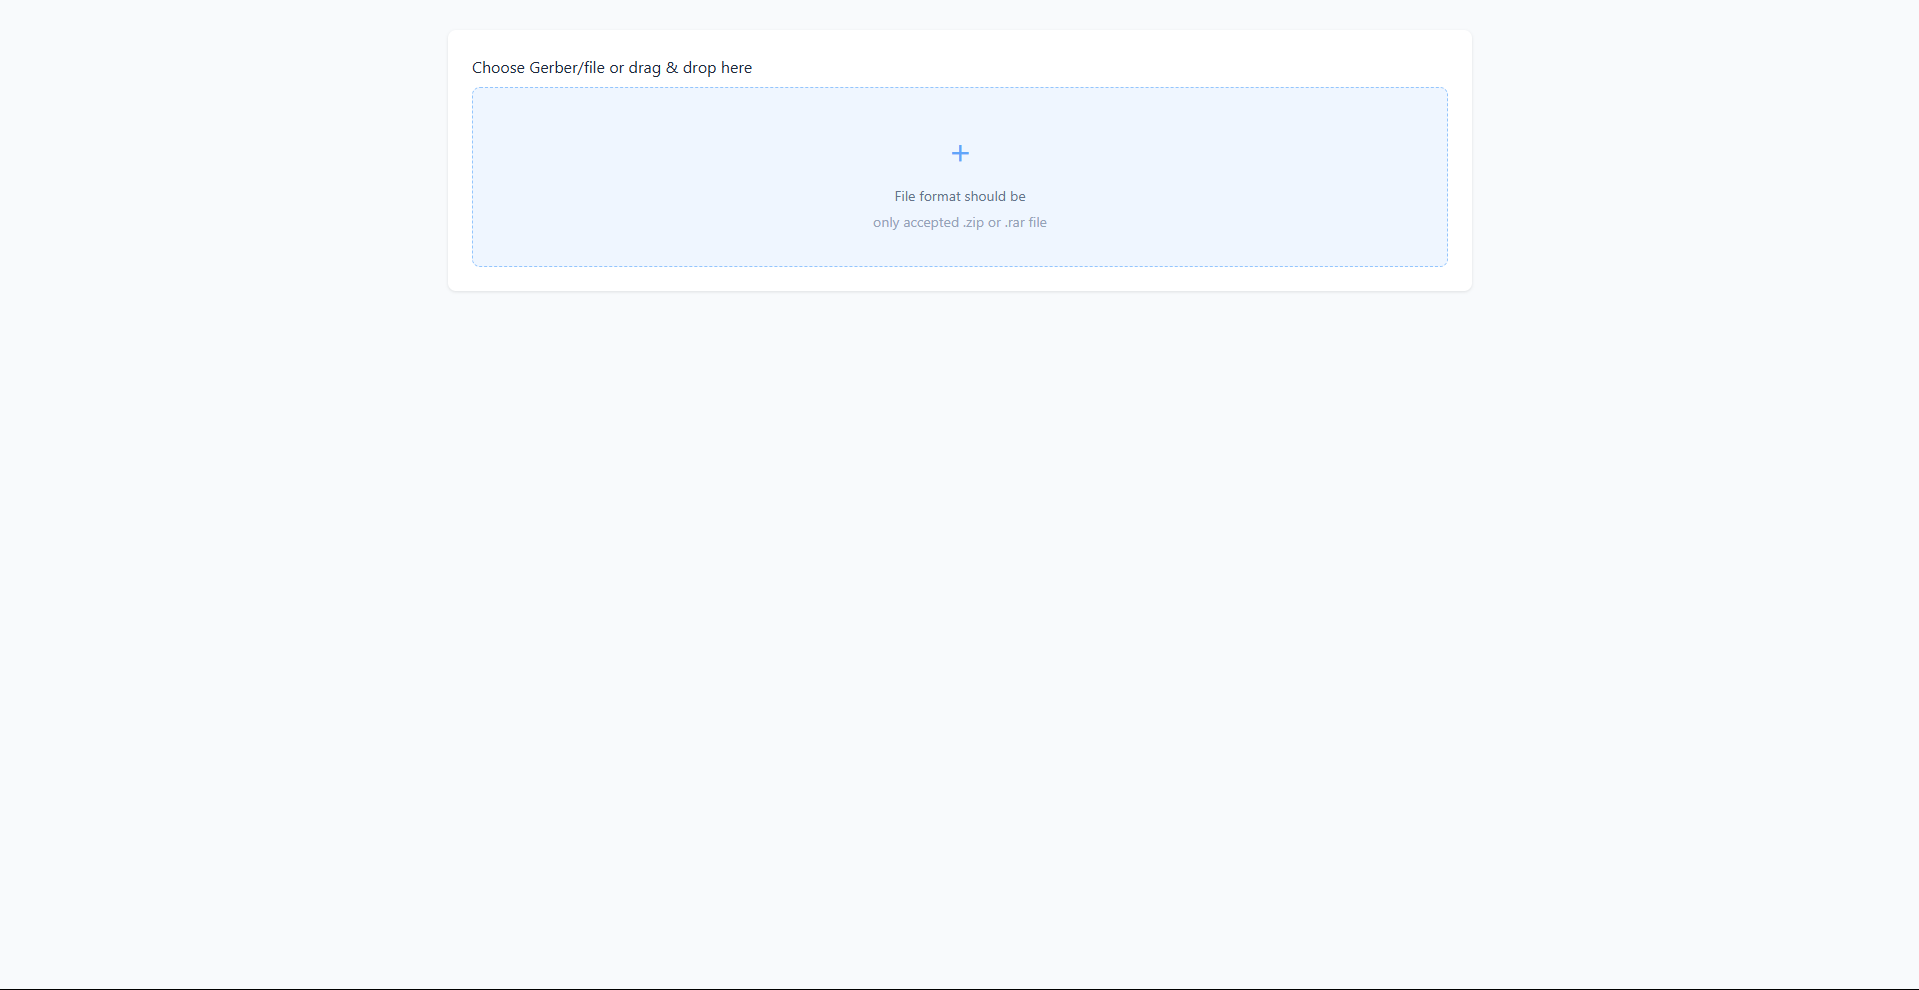 Choose Gerber/file or drag & drop here
File format should be
only accepted .zip or .rar file